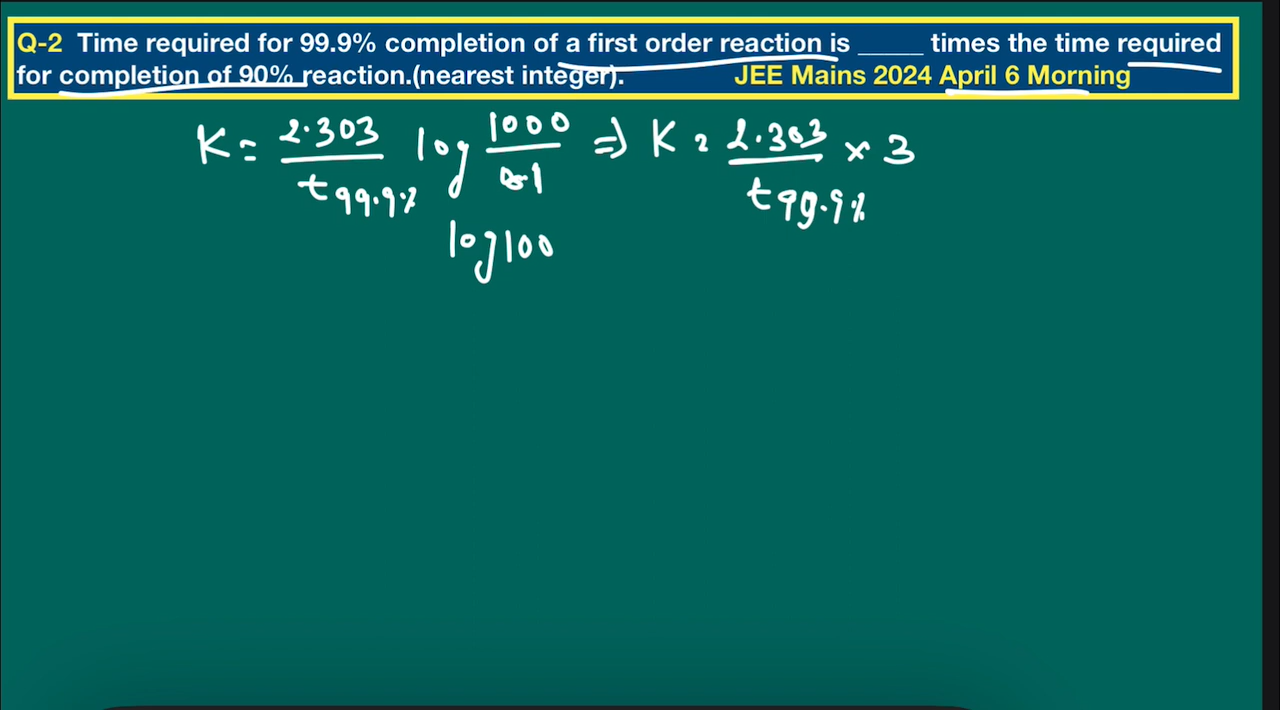 Q-2 Time required for 99.9% completion of a first order reaction is _____ times the time required
for completion of 90% reaction.(nearest integer). JEE Mains 2024 April 6 Morning
K = 2.303 / t99.9% log 1000 / 1 ⇒ K = 2.303 / t99.9% × 3
log 100